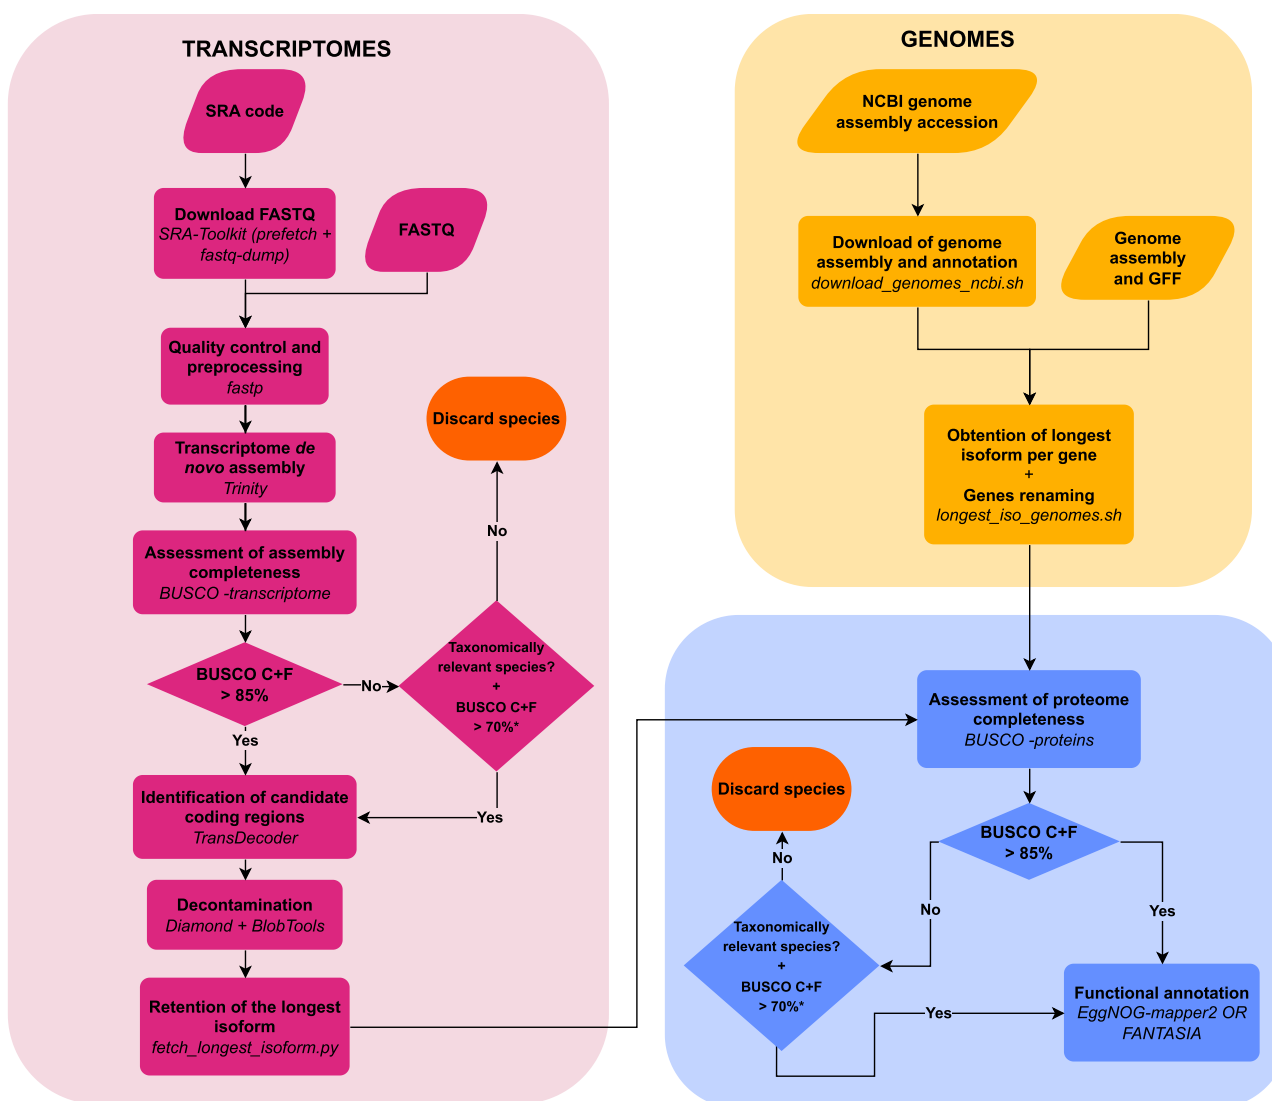 TRANSCRIPTOMES
SRA code
Download FASTQ
SRA-Toolkit (prefetch +
fastq-dump)
FASTQ
Quality control and
preprocessing
fastp
Transcriptome de
novo assembly
Trinity
Discard species
No
Assessment of assembly
completeness
BUSCO -transcriptome
BUSCO C+F
> 85%
No
Taxonomically
relevant species?
+
BUSCO C+F
> 70%*
Yes
Yes
Identification of candidate
coding regions
TransDecoder
Decontamination
Diamond + BlobTools
Retention of the longest
isoform
fetch_longest_isoform.py
GENOMES
NCBI genome
assembly accession
Download of genome
assembly and annotation
download_genomes_ncbi.sh
Genome
assembly
and GFF
Obtention of longest
isoform per gene
+
Genes renaming
longest_iso_genomes.sh
Assessment of proteome
completeness
BUSCO -proteins
BUSCO C+F
> 85%
Discard species
No
No
Yes
Taxonomically
relevant species?
+
BUSCO C+F
> 70%*
Yes
Functional annotation
EggNOG-mapper2 OR
FANTASIA